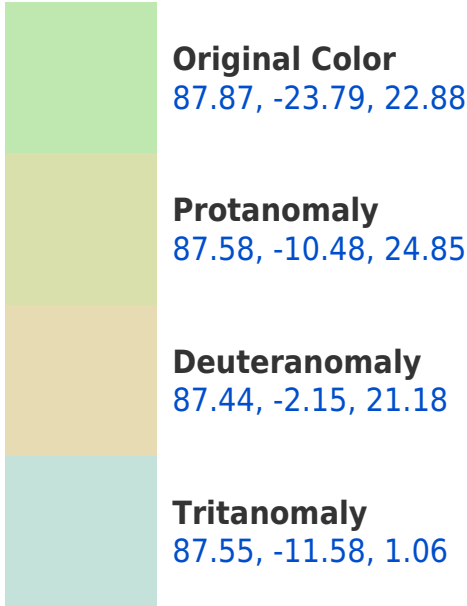 Original Color
87.87, -23.79, 22.88
Protanomaly
87.58, -10.48, 24.85
Deuteranomaly
87.44, -2.15, 21.18
Tritanomaly
87.55, -11.58, 1.06